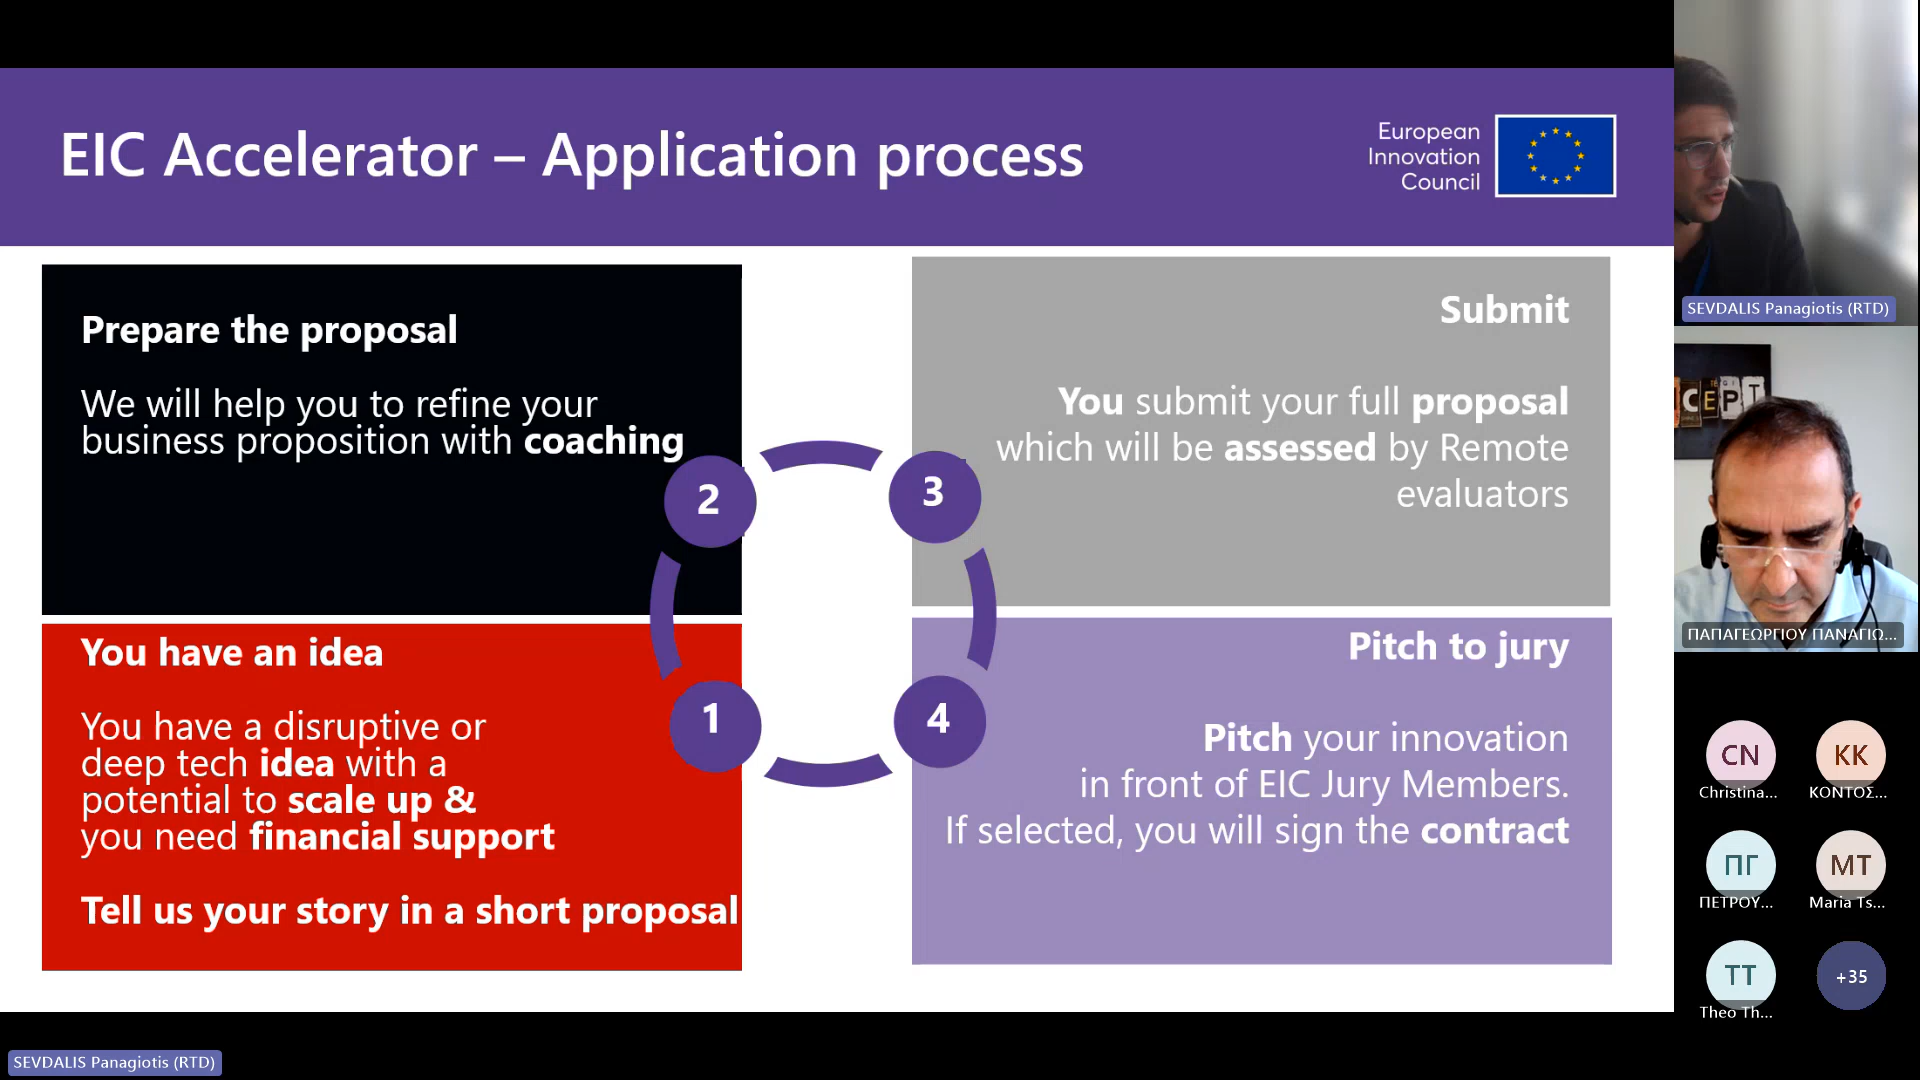 EIC Accelerator – Application process
European
Innovation
Council
Prepare the proposal
We will help you to refine your
business proposition with coaching
Submit
You submit your full proposal
which will be assessed by Remote
evaluators
2
3
You have an idea
You have a disruptive or
deep tech idea with a
potential to scale up &
you need financial support
Tell us your story in a short proposal
1
4
Pitch to jury
Pitch your innovation
in front of EIC Jury Members.
If selected, you will sign the contract
SEVDALIS Panagiotis (RTD)
CEPT
ΠΑΠΑΓΕΩΡΓΙΟΥ ΠΑΝΑΓΙΩ...
CN
Christina...
KK
ΚΟΝΤΟΣ...
ΠΓ
ΠΕΤΡΟΥ...
MT
Maria Ts...
TT
Theo Th...
+35
SEVDALIS Panagiotis (RTD)